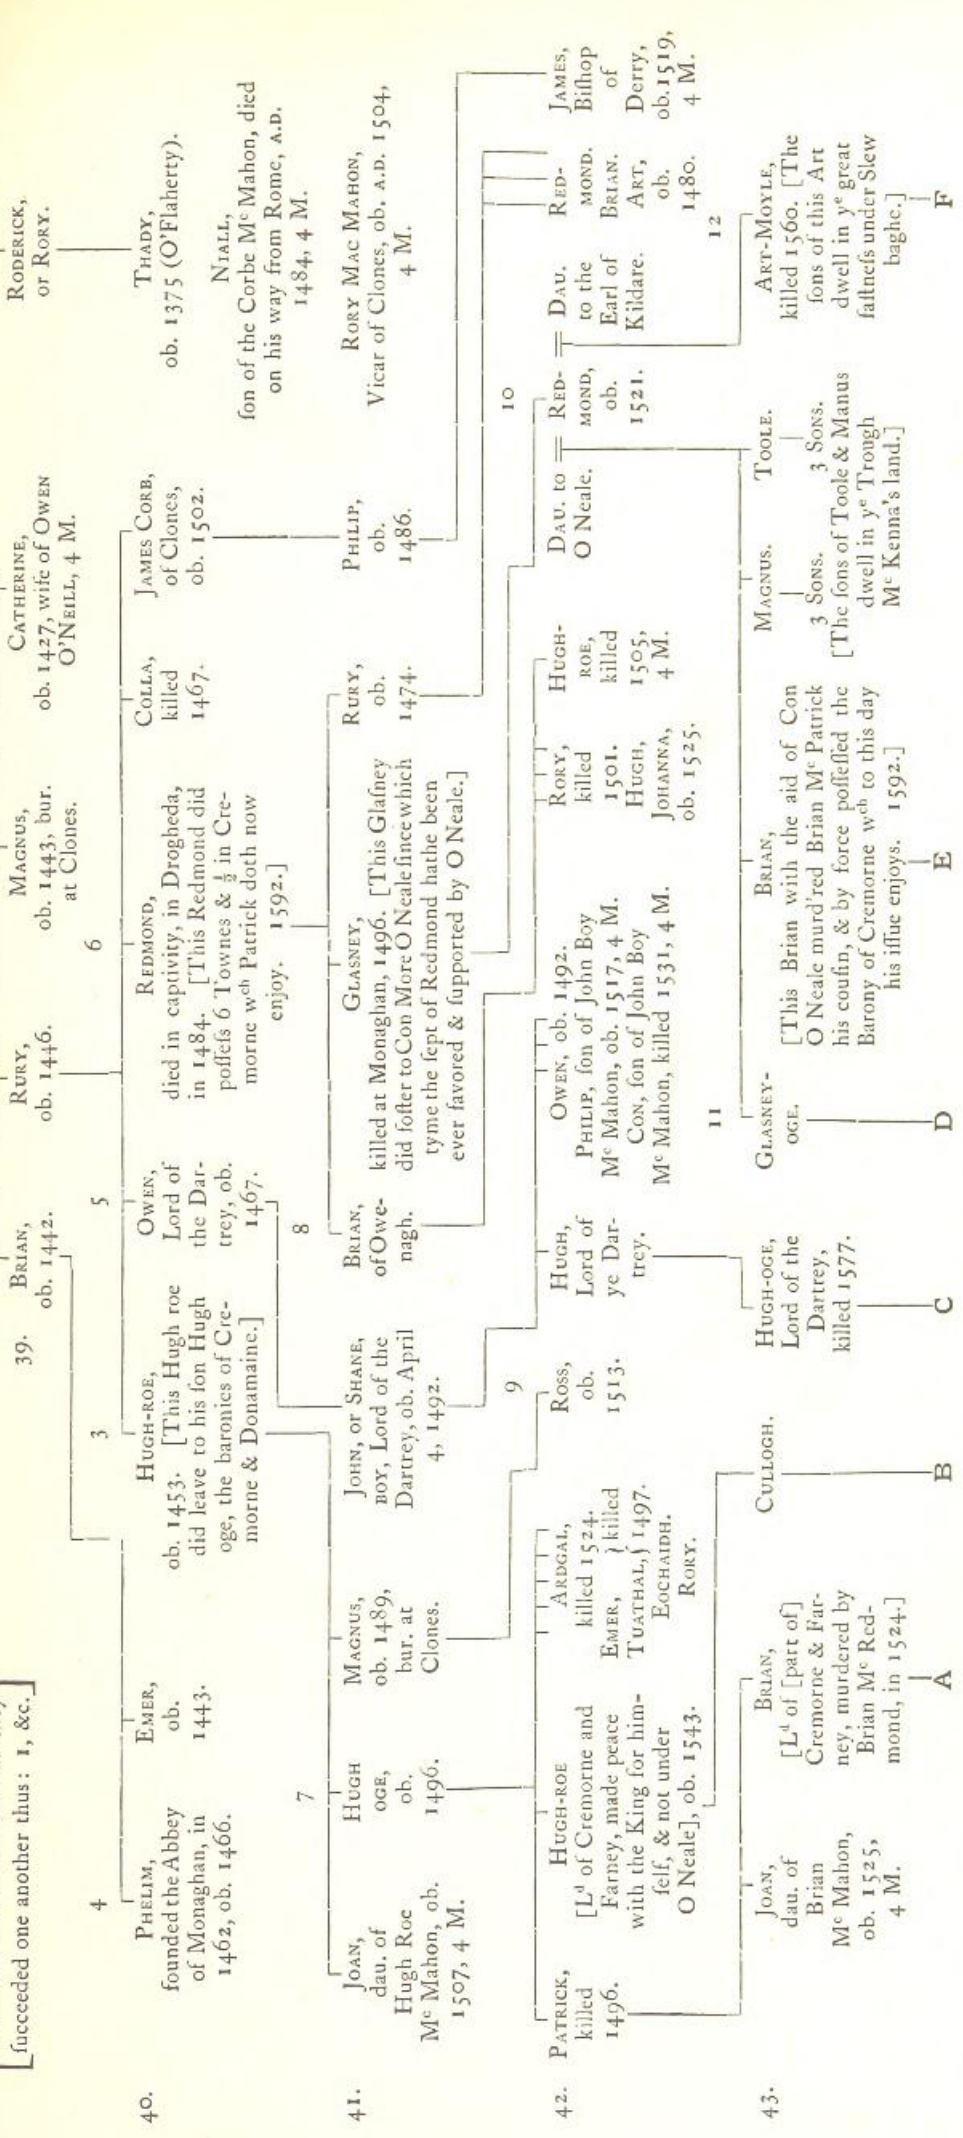 [ſucceeded one another thus : 1, &c.]
39.
BRIAN,
ob. 1442.
RURY,
ob. 1446.
MAGNUS,
ob. 1443, bur.
at Clones.
CATHERINE,
ob. 1427, wife of OWEN
O'NEILL, 4 M.
RODERICK,
or RORY.
40.
4
PHELIM,
founded the Abbey
of Monaghan, in
1462, ob. 1466.
EMER,
ob.
1443.
3
HUGH-ROE,
ob. 1453. [This Hugh roe
did leave to his ſon Hugh
oge, the baronies of Cre-
morne & Donamaine.]
5
OWEN,
Lord of
the Dar-
trey, ob.
1467.
6
REDMOND,
died in captivity, in Drogheda,
in 1484. [This Redmond did
poſſeſs 6 Townes & ½ in Cre-
morne wch Patrick doth now
enjoy. 1592.]
COLLA,
killed
1467.
JAMES CORB,
of Clones,
ob. 1502.
THADY,
ob. 1375 (O'Flaherty).
NIALL,
ſon of the Corbe Mc Mahon, died
on his way from Rome, A.D.
1484, 4 M.
41.
JOAN,
dau. of
Hugh Roe
Mc Mahon, ob.
1507, 4 M.
7
HUGH
OGE,
ob.
1496.
MAGNUS,
ob. 1489,
bur. at
Clones.
JOHN, or SHANE,
BOY, Lord of the
Dartrey, ob. April
4, 1492.
8
BRIAN,
of Owe-
nagh.
GLASNEY,
killed at Monaghan, 1496. [This Glaſney
did foſter to Con More O Neale ſince which
tyme the ſept of Redmond hathe been
ever favored & ſupported by O Neale.]
RURY,
ob.
1474.
PHILIP,
ob.
1486.
RORY MAC MAHON,
Vicar of Clones, ob. A.D. 1504,
4 M.
42.
PATRICK,
killed
1496.
HUGH-ROE
[Ld of Cremorne and
Farney, made peace
with the King for him-
ſelf, & not under
O Neale], ob. 1543.
ARDGAL,
killed 1524.
EMER, } killed
TUATHAL, } 1497.
EOCHAIDH.
RORY.
9
ROSS,
ob.
1513.
HUGH,
Lord of
ye Dar-
trey.
OWEN, ob. 1492.
PHILIP, ſon of John Boy
Mc Mahon, ob. 1517, 4 M.
CON, ſon of John Boy
Mc Mahon, killed 1531, 4 M.
RORY,
killed
1501.
HUGH,
JOHANNA,
ob. 1525.
HUGH-
ROE,
killed
1505,
4 M.
DAU. to
O Neale.
10
RED-
MOND,
ob.
1521.
DAU.
to the
Earl of
Kildare.
RED-
MOND.
BRIAN.
ART,
ob.
1480.
JAMES,
Biſhop
of
Derry,
ob. 1519,
4 M.
43.
JOAN,
dau. of
Brian
Mc Mahon,
ob. 1525,
4 M.
BRIAN,
[Ld of [part of]
Cremorne & Far-
ney, murdered by
Brian Mc Red-
mond, in 1524.]
A
CULLOGH.
B
HUGH-OGE,
Lord of the
Dartrey,
killed 1577.
C
11
GLASNEY-
OGE.
D
BRIAN,
[This Brian with the aid of Con
O Neale murd'red Brian Mc Patrick
his couſin, & by force poſſeſſed the
Barony of Cremorne wch to this day
his iſſue enjoys. 1592.]
E
MAGNUS.
3 SONS.
TOOLE.
3 SONS.
[The ſons of Toole & Manus
dwell in ye Trough
Mc Kenna's land.]
12
ART-MOYLE,
killed 1560. [The
ſons of this Art
dwell in ye great
faſtneſs under Slew
baghe.]
F